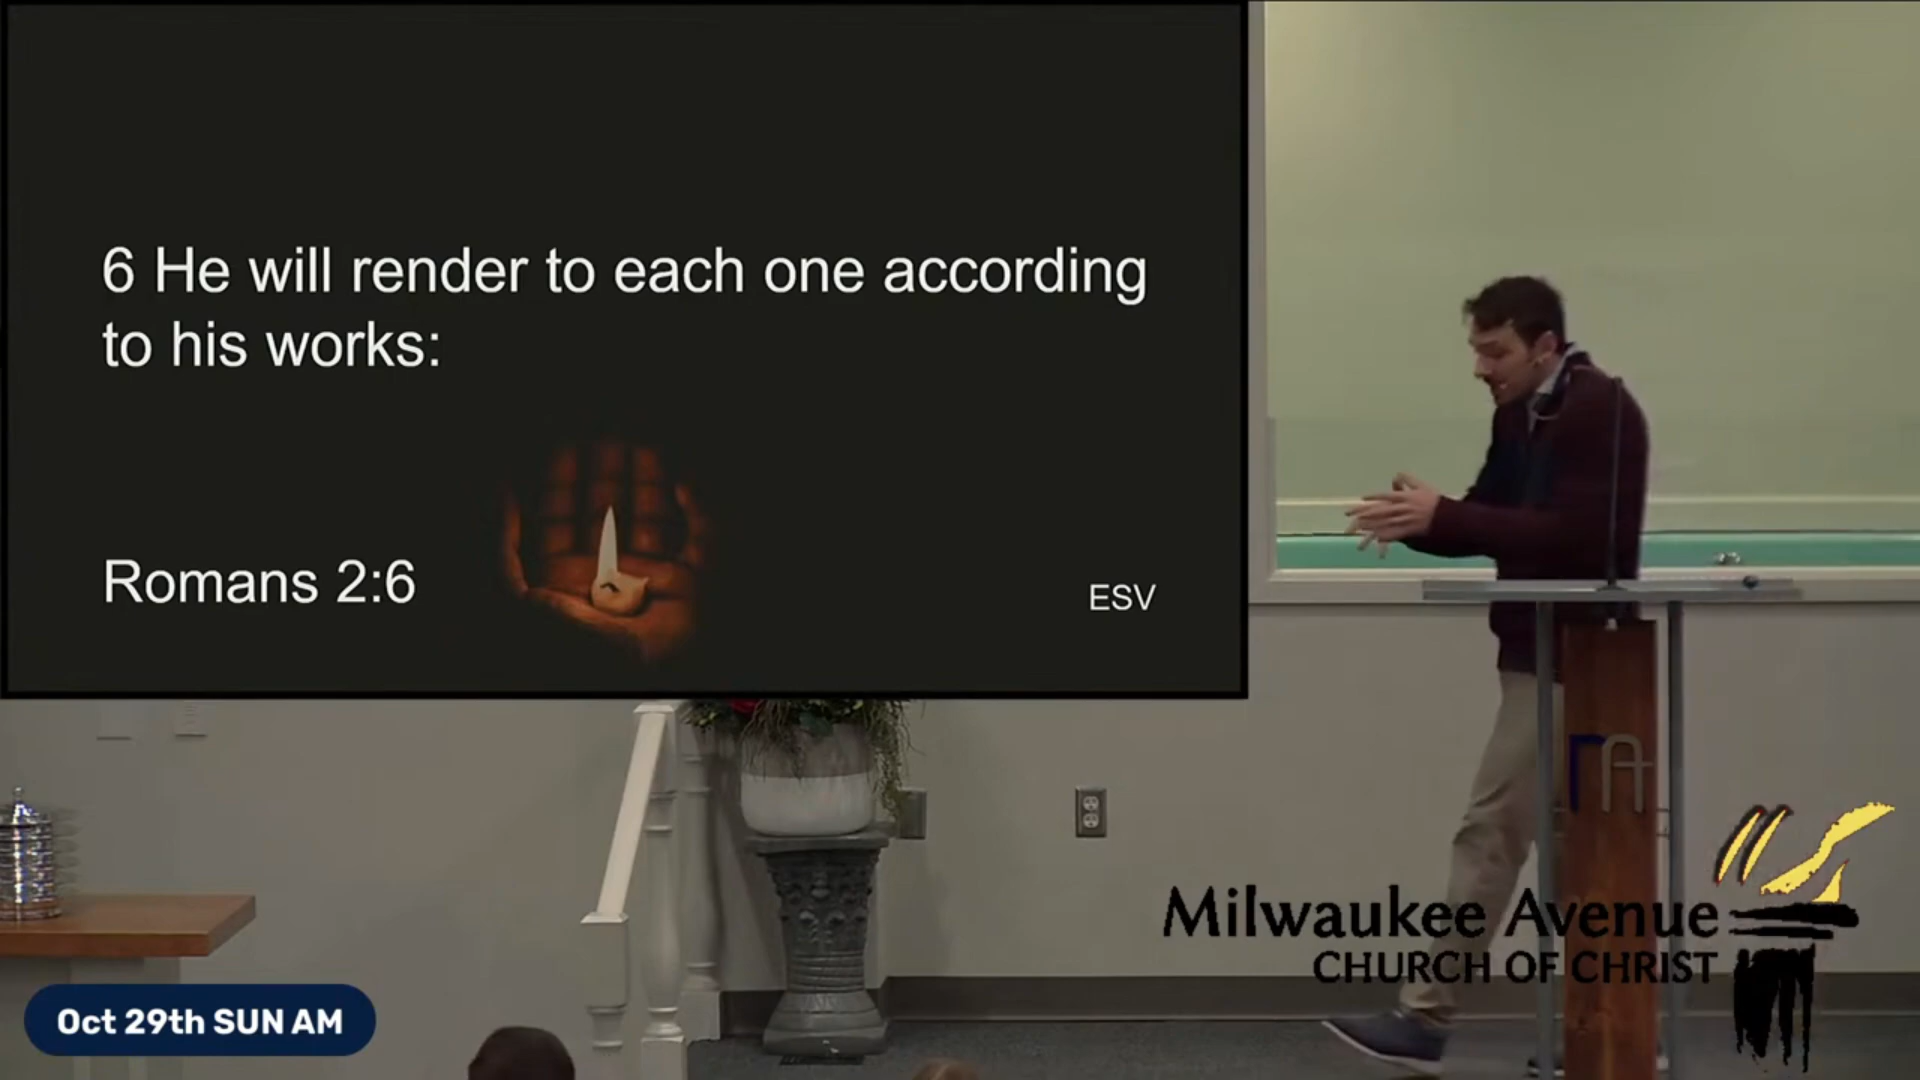 6 He will render to each one according
to his works:
Romans 2:6
ESV
Milwaukee Avenue
CHURCH OF CHRIST
Oct 29th SUN AM